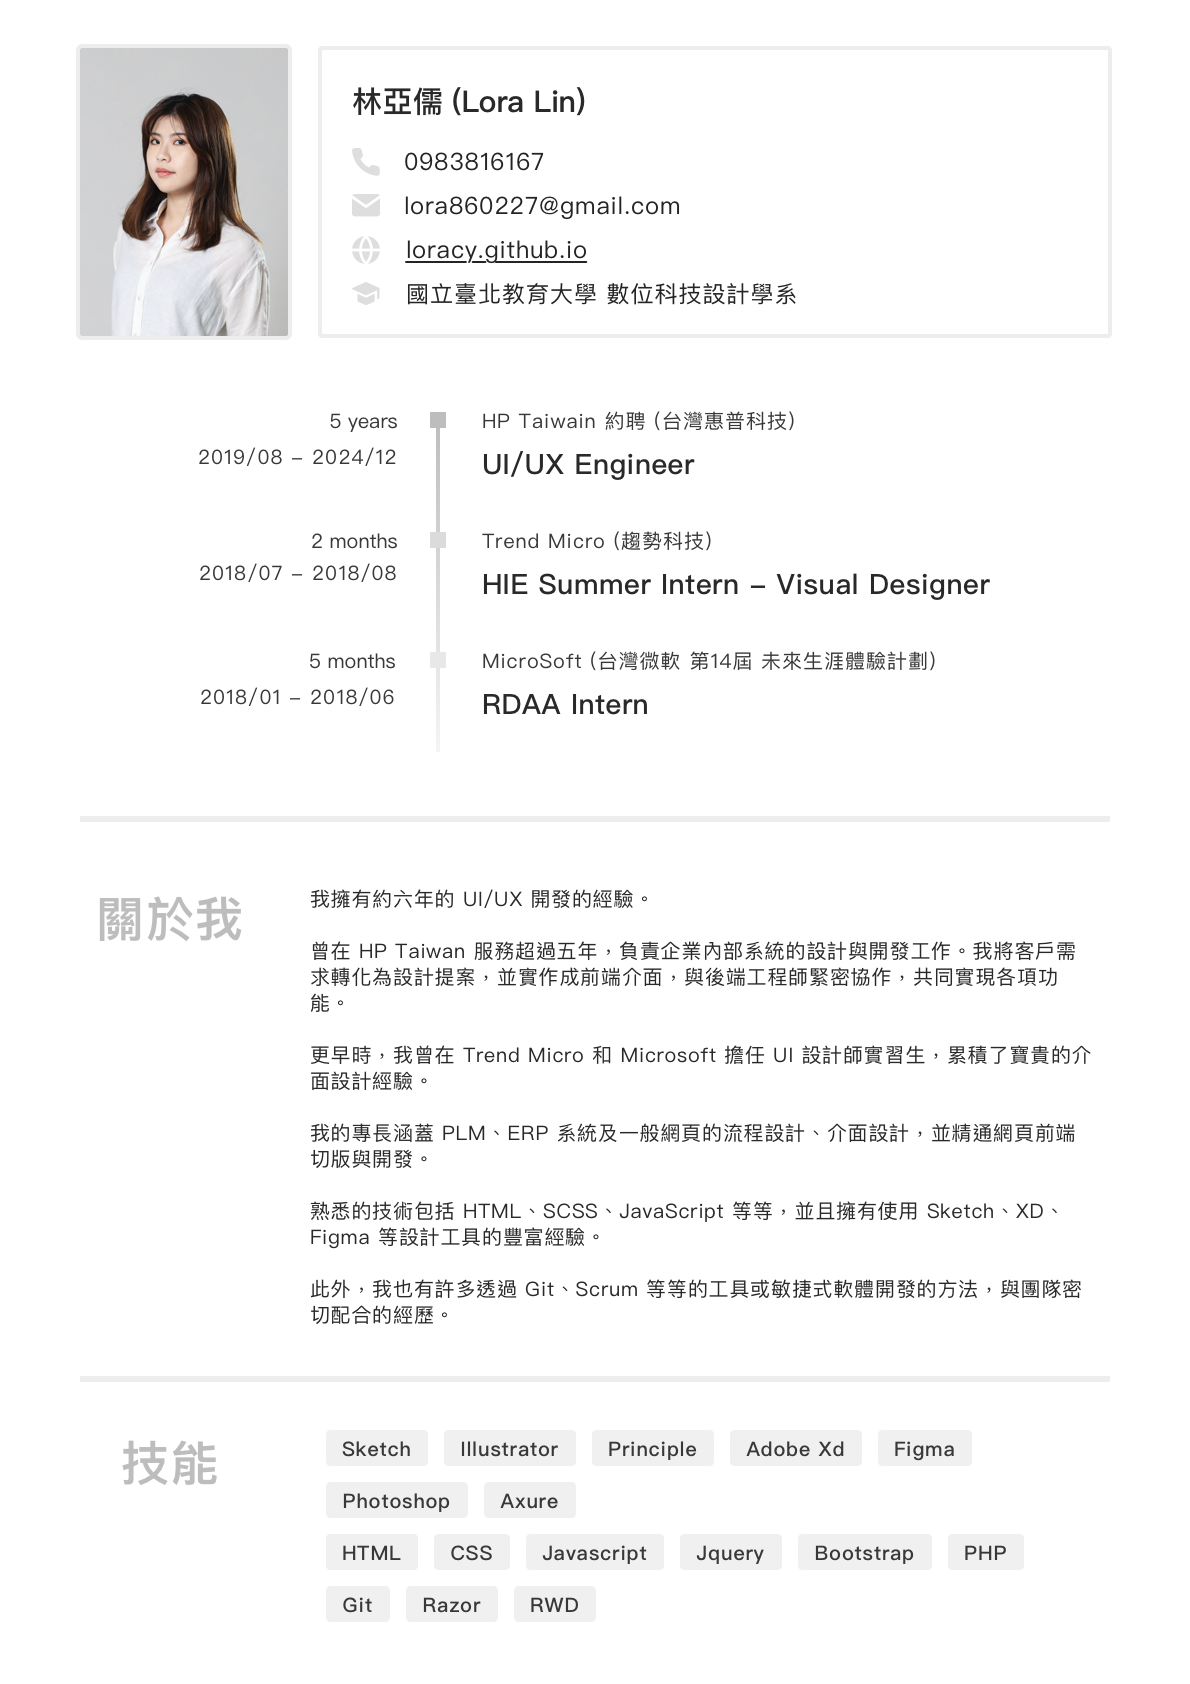 林亞儒 (Lora Lin)
0983816167
lora860227@gmail.com
loracy.github.io
國立臺北教育大學 數位科技設計學系
5 years
2019/08 – 2024/12
HP Taiwain 約聘 (台灣惠普科技)
UI/UX Engineer
2 months
2018/07 – 2018/08
Trend Micro (趨勢科技)
HIE Summer Intern – Visual Designer
5 months
2018/01 – 2018/06
MicroSoft (台灣微軟 第14屆 未來生涯體驗計劃)
RDAA Intern
關於我
我擁有約六年的 UI/UX 開發的經驗。
曾在 HP Taiwan 服務超過五年，負責企業內部系統的設計與開發工作。我將客戶需
求轉化為設計提案，並實作成前端介面，與後端工程師緊密協作，共同實現各項功
能。
更早時，我曾在 Trend Micro 和 Microsoft 擔任 UI 設計師實習生，累積了寶貴的介
面設計經驗。
我的專長涵蓋 PLM、ERP 系統及一般網頁的流程設計、介面設計，並精通網頁前端
切版與開發。
熟悉的技術包括 HTML、SCSS、JavaScript 等等，並且擁有使用 Sketch、XD、
Figma 等設計工具的豐富經驗。
此外，我也有許多透過 Git、Scrum 等等的工具或敏捷式軟體開發的方法，與團隊密
切配合的經歷。
技能
Sketch Illustrator Principle Adobe Xd Figma
Photoshop Axure
HTML CSS Javascript Jquery Bootstrap PHP
Git Razor RWD